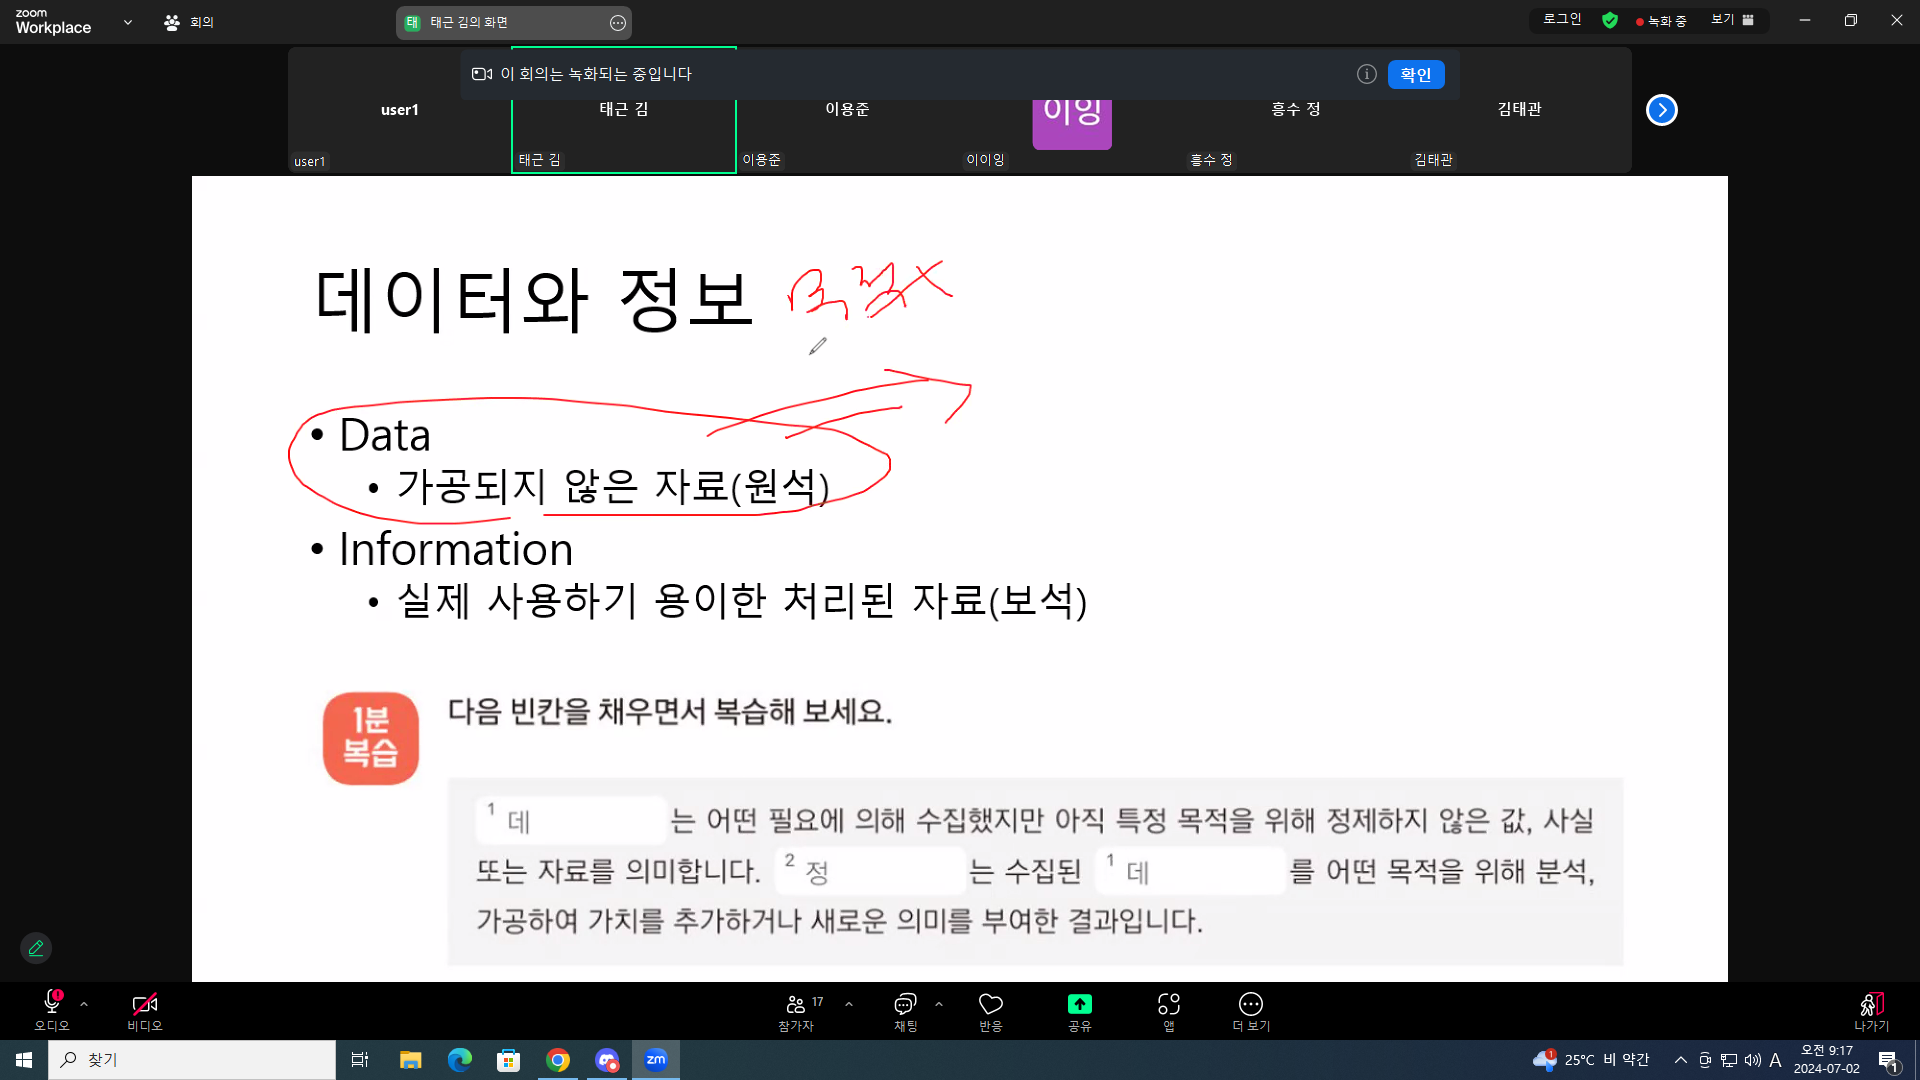 zoom
Workplace
회의
태 태근 김의 화면
로그인
녹화 중
보기
이 회의는 녹화되는 중입니다
확인
user1
태근 김
이용준
이잉
흥수 정
김태관
user1
태근 김
이용준
이이잉
흥수 정
김태관
데이터와 정보 목적X
• Data
• 가공되지 않은 자료(원석)
• Information
• 실제 사용하기 용이한 처리된 자료(보석)
1분
복습
다음 빈칸을 채우면서 복습해 보세요.
1 데 는 어떤 필요에 의해 수집했지만 아직 특정 목적을 위해 정제하지 않은 값, 사실
또는 자료를 의미합니다. 2 정 는 수집된 1 데 를 어떤 목적을 위해 분석,
가공하여 가치를 추가하거나 새로운 의미를 부여한 결과입니다.
오디오
비디오
17
참가자
채팅
반응
공유
앱
더 보기
나가기
찾기
zm
1
25°C 비 약간
A
오전 9:17
2024-07-02
1